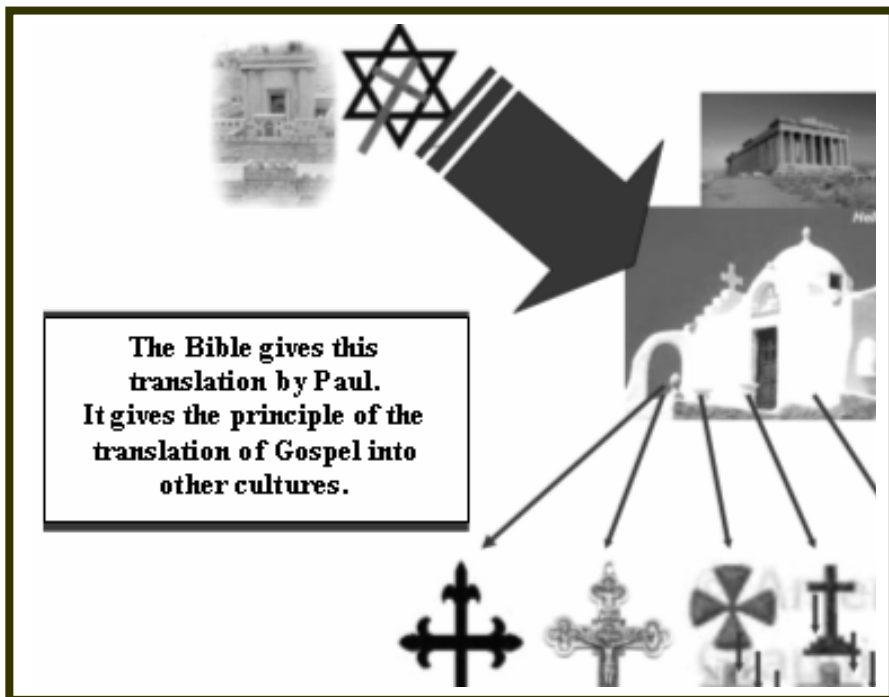 Hel
The Bible gives this
translation by Paul.
It gives the principle of the
translation of Gospel into
other cultures.